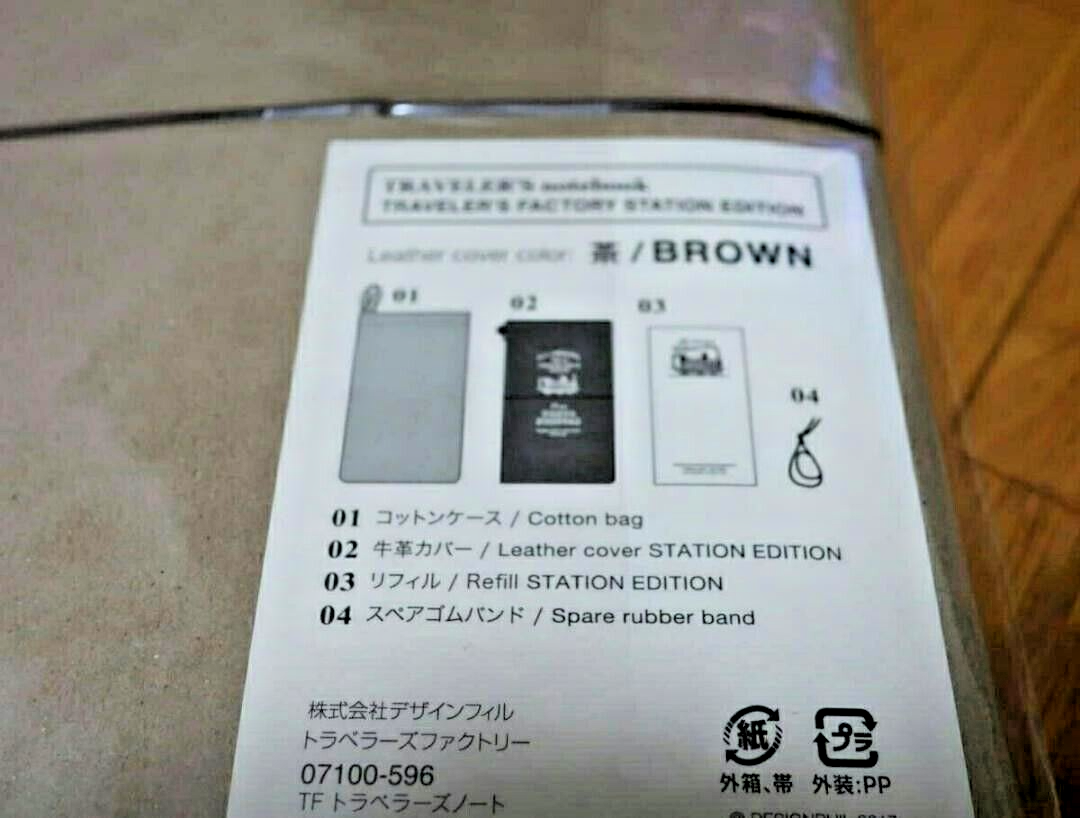 TRAVELER'S notebook
TRAVELER'S FACTORY STATION EDITION
Leather cover color: 茶 / BROWN
01
02
03
04
01 コットンケース / Cotton bag
02 牛革カバー / Leather cover STATION EDITION
03 リフィル / Refill STATION EDITION
04 スペアゴムバンド / Spare rubber band
株式会社デザインフィル
トラベラーズファクトリー
07100-596
TF トラベラーズノート
紙
外箱、帯
プラ
外装:PP